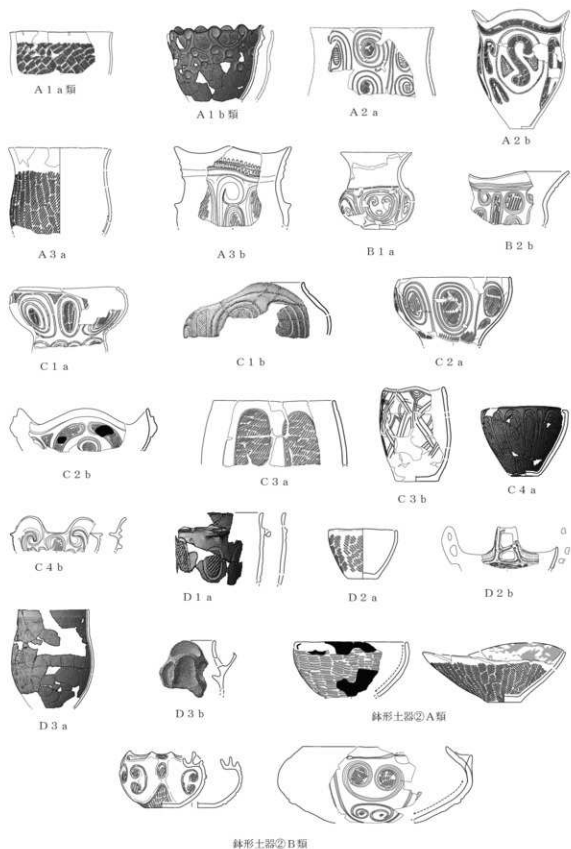 A1a類
A1b類
A2a
A2b
A3a
A3b
B1a
B2b
C1a
C1b
C2a
C2b
C3a
C3b
C4a
C4b
D1a
D2a
D2b
D3a
D3b
鉢形土器②A類
鉢形土器②B類